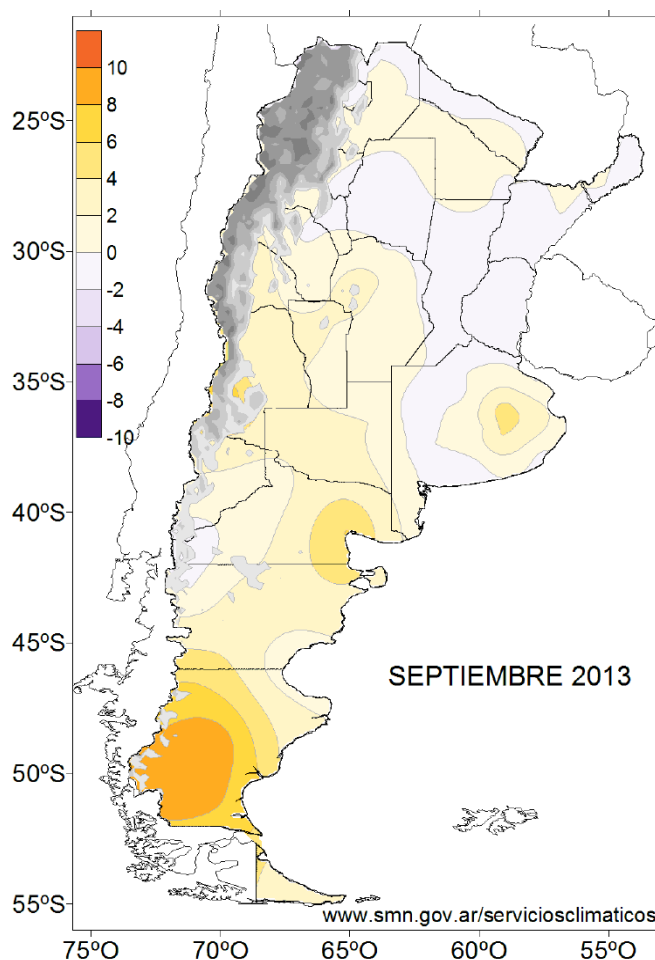 10
8
6
4
2
0
-2
-4
-6
-8
-10
25ºS
30ºS
35ºS
40ºS
45ºS
50ºS
55ºS
SEPTIEMBRE 2013
www.smn.gov.ar/serviciosclimaticos
75ºO 70ºO 65ºO 60ºO 55ºO